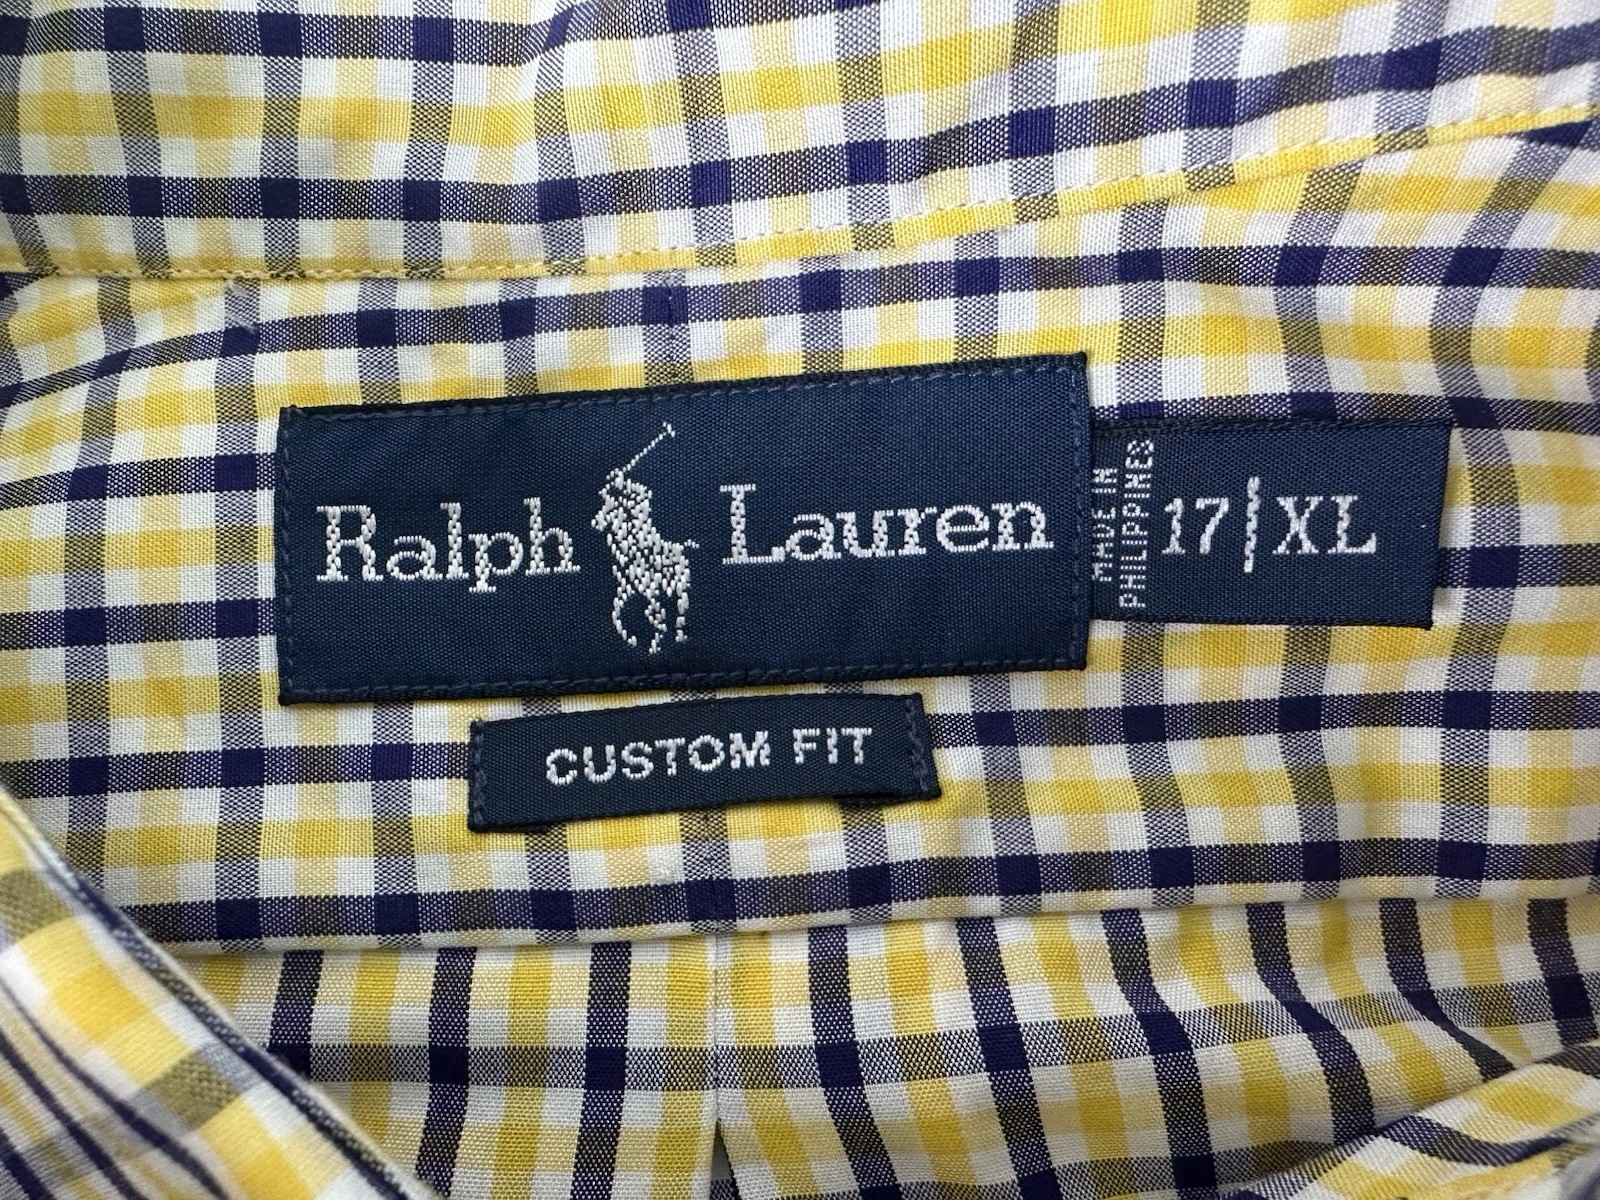 Ralph Lauren
MADE IN
PHILIPPINES
17|XL
CUSTOM FIT